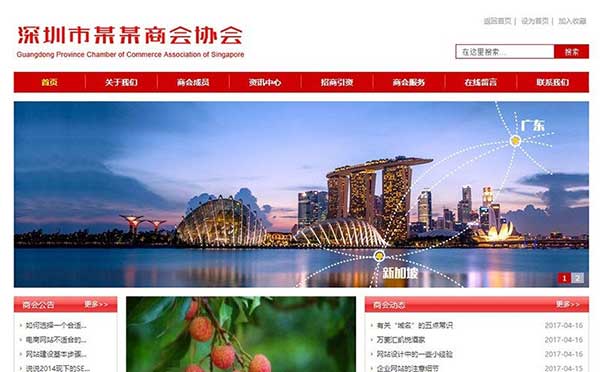 返回首页 | 设为首页 | 加入收藏
深圳市某某商会协会
Guangdong Province Chamber of Commerce Association of Singapore
在这里搜索... 搜索
首页 关于我们 商会成员 资讯中心 招商引资 商会服务 在线留言 联系我们
广东
新加坡
1 2
商会公告 更多>>
如何选择一个合适...
电商网站不适合的...
网站建设基本步骤...
说说2014现下的SE...
商会动态 更多>>
有关“域名”的五点常识 2017-04-16
万豪汇凯悦酒家 2017-04-16
网站设计中的一些小经验 2017-04-16
企业网站的注意细节 2017-04-15